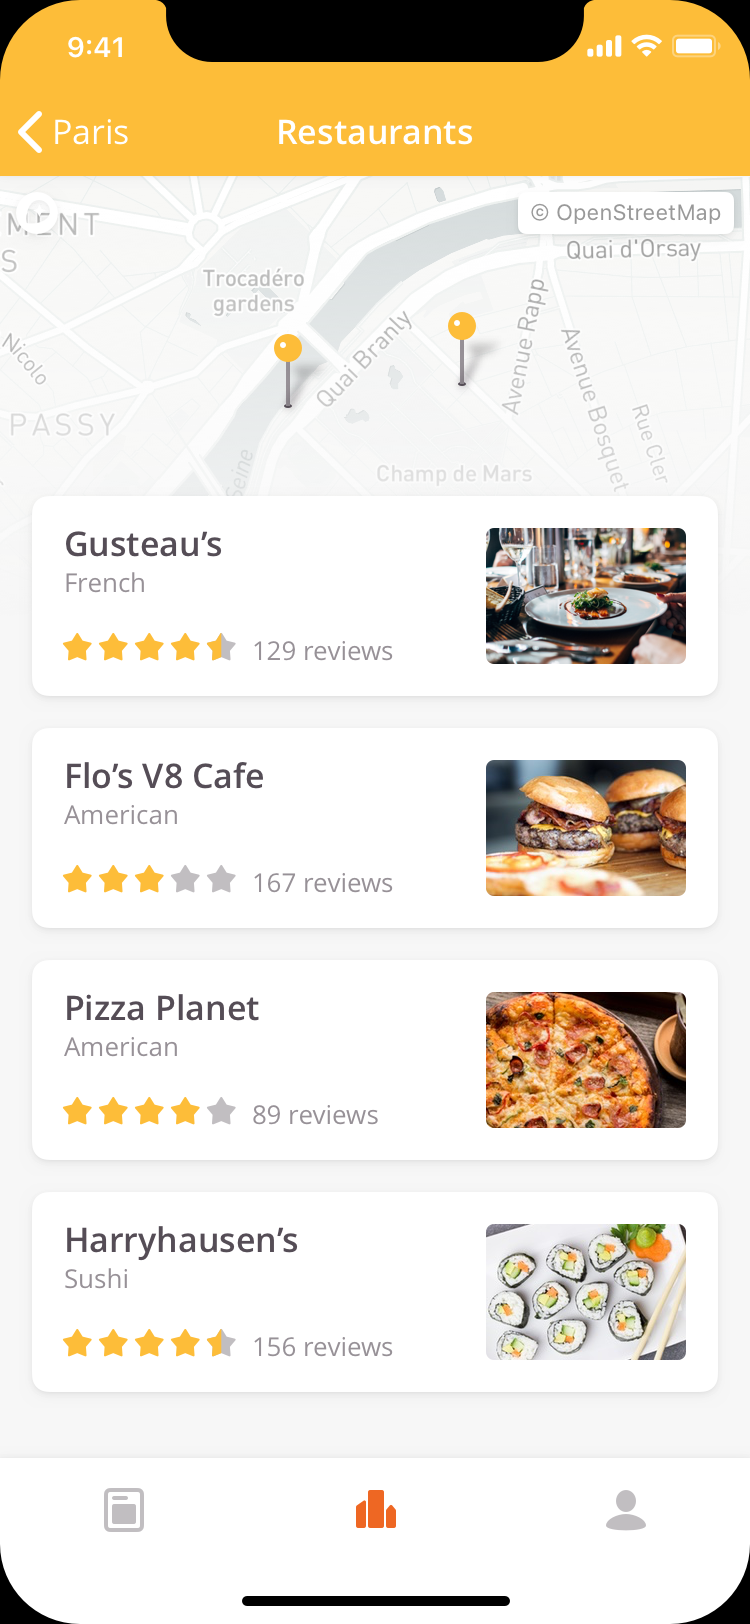 9:41
Paris
Restaurants
MENT
S
© OpenStreetMap
Quai d'Orsay
Trocadéro
gardens
Nicolo
Quai Branly
Avenue Rapp
Avenue Bosquet
Rue Cler
PASSY
Seine
Champ de Mars
Gusteau’s
French
129 reviews
Flo’s V8 Cafe
American
167 reviews
Pizza Planet
American
89 reviews
Harryhausen’s
Sushi
156 reviews